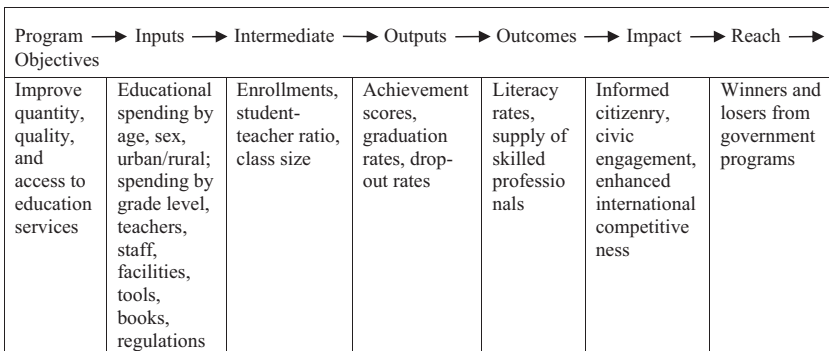 Program → Inputs → Intermediate → Outputs → Outcomes → Impact → Reach →
Objectives
Improve
quantity,
quality,
and
access to
education
services
Educational
spending by
age, sex,
urban/rural;
spending by
grade level,
teachers,
staff,
facilities,
tools,
books,
regulations
Enrollments,
student-
teacher ratio,
class size
Achievement
scores,
graduation
rates, drop-
out rates
Literacy
rates,
supply of
skilled
professio
nals
Informed
citizenry,
civic
engagement,
enhanced
international
competitive
ness
Winners and
losers from
government
programs